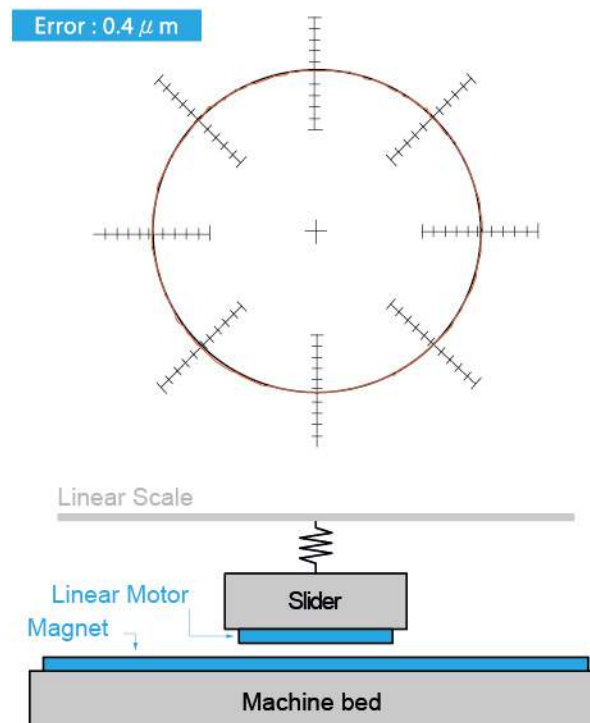 Error : 0.4 μ m
Linear Scale
Slider
Linear Motor
Magnet
Machine bed